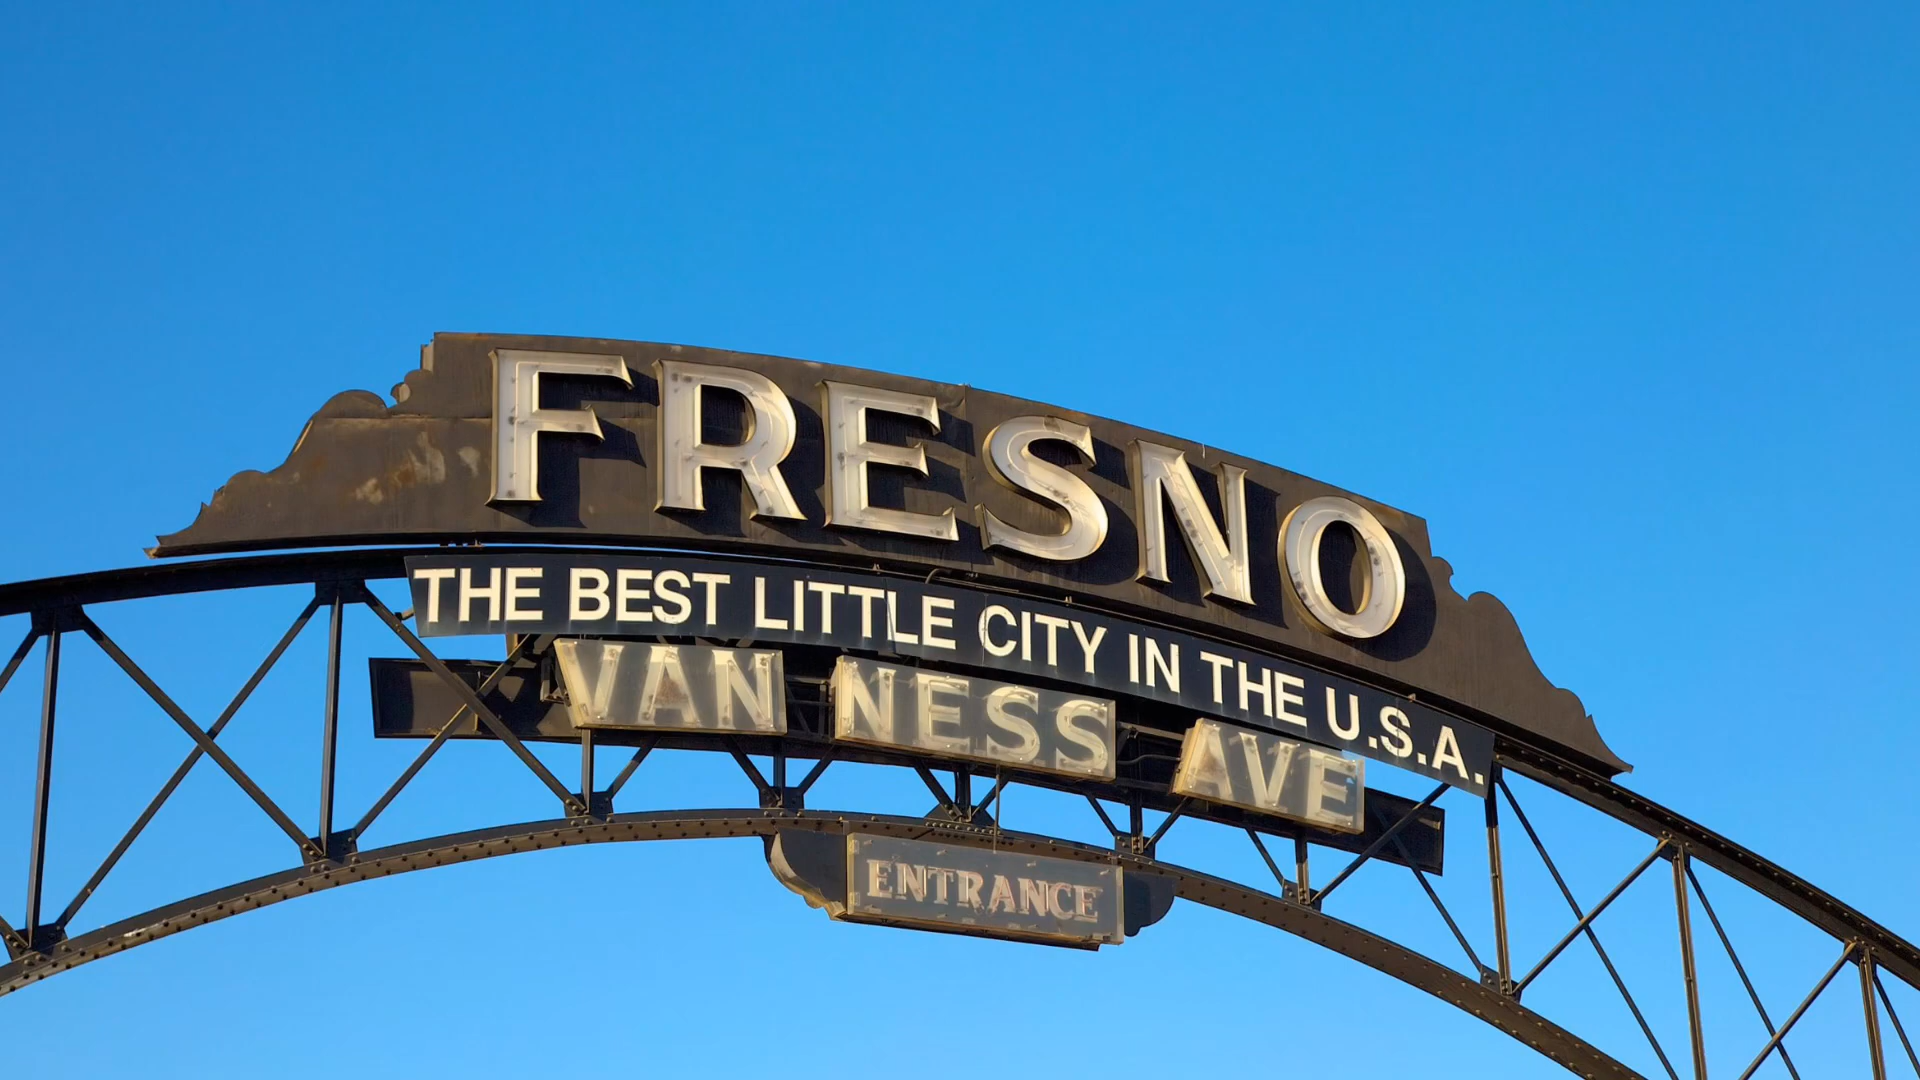 FRESNO
THE BEST LITTLE CITY IN THE U.S.A.
VAN NESS AVE
ENTRANCE